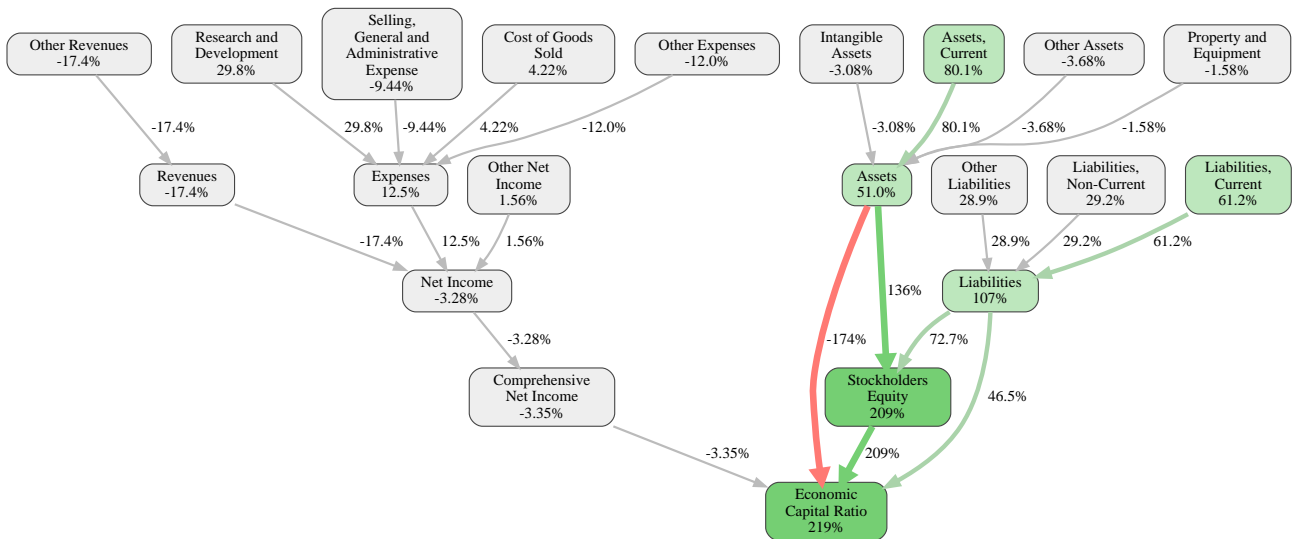 Other Revenues
-17.4%
Research and
Development
29.8%
Selling,
General and
Administrative
Expense
-9.44%
Cost of Goods
Sold
4.22%
Other Expenses
-12.0%
Intangible
Assets
-3.08%
Assets,
Current
80.1%
Other Assets
-3.68%
Property and
Equipment
-1.58%
-17.4%
29.8%
-9.44%
4.22%
-12.0%
-3.08%
80.1%
-3.68%
-1.58%
Revenues
-17.4%
Expenses
12.5%
Other Net
Income
1.56%
Assets
51.0%
Other
Liabilities
28.9%
Liabilities,
Non-Current
29.2%
Liabilities,
Current
61.2%
-17.4%
12.5%
1.56%
28.9%
29.2%
61.2%
Net Income
-3.28%
136%
Liabilities
107%
-3.28%
-174%
72.7%
Comprehensive
Net Income
-3.35%
Stockholders
Equity
209%
46.5%
-3.35%
209%
Economic
Capital Ratio
219%